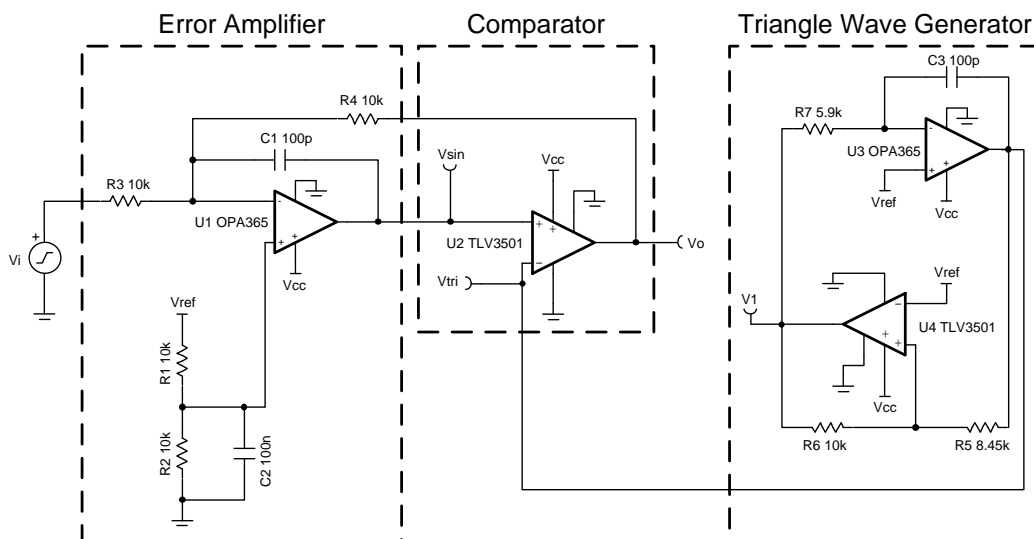 Error Amplifier
Comparator
Triangle Wave Generator
C3 100p
R4 10k
R7 5.9k
-
+
+
U3 OPA365
Vref
Vcc
C1 100p
Vsin
Vcc
R3 10k
-
+
+
U1 OPA365
Vcc
+
Vi
+
+
-
U2 TLV3501
Vo
Vtri
Vref
R1 10k
R2 10k
C2 100n
V1
Vref
-
+
+
U4 TLV3501
Vcc
R6 10k
R5 8.45k